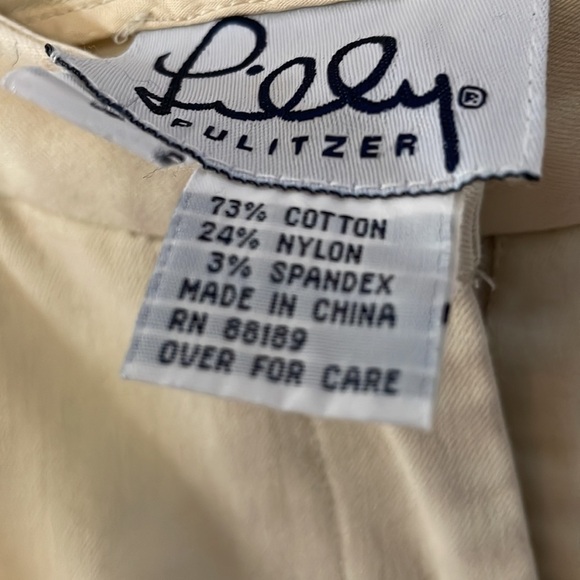 Lilly®
PULITZER
73% COTTON
24% NYLON
3% SPANDEX
MADE IN CHINA
RN 88189
OVER FOR CARE